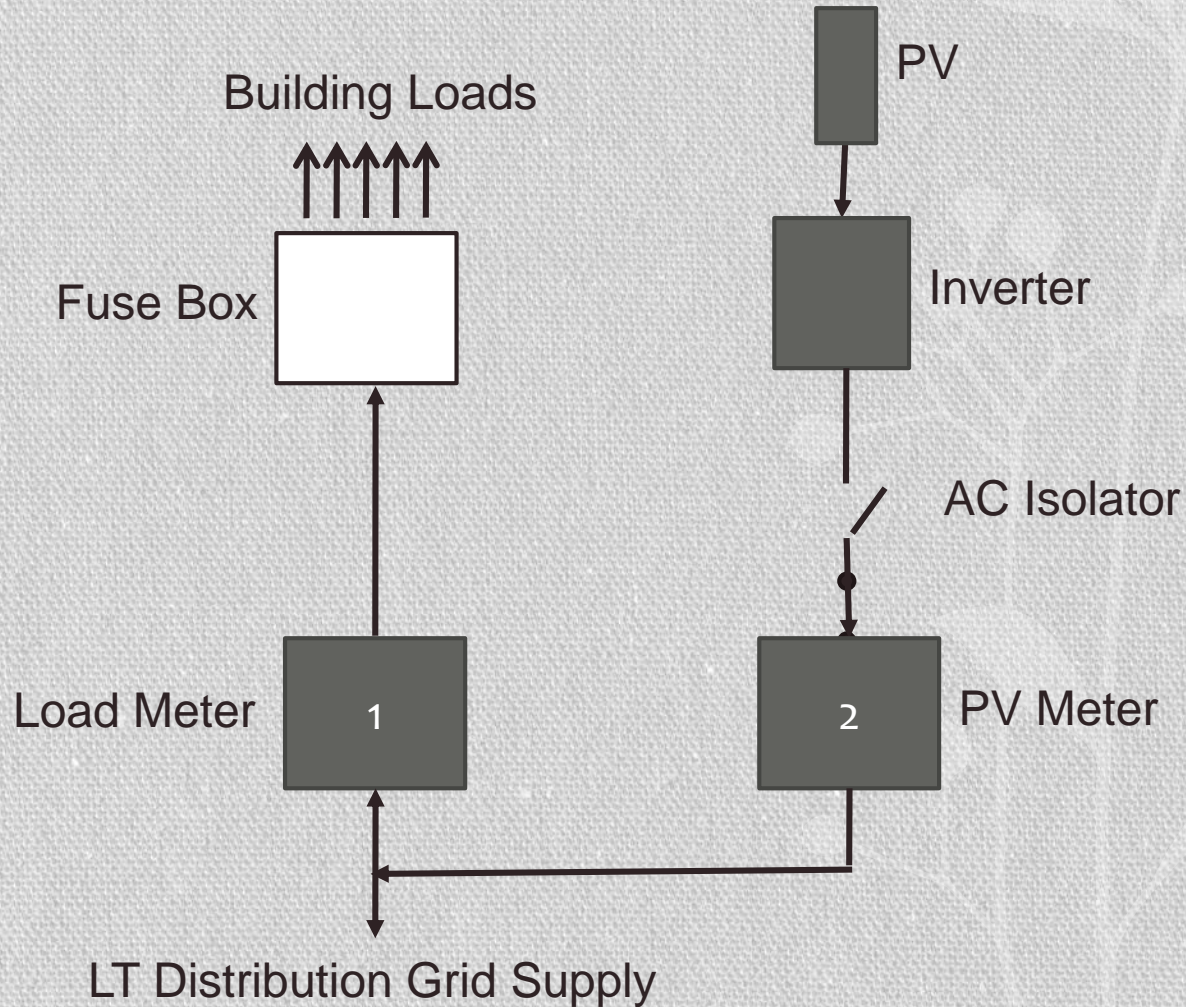 PV
Building Loads
Fuse Box
Inverter
AC Isolator
Load Meter
1
2
PV Meter
LT Distribution Grid Supply